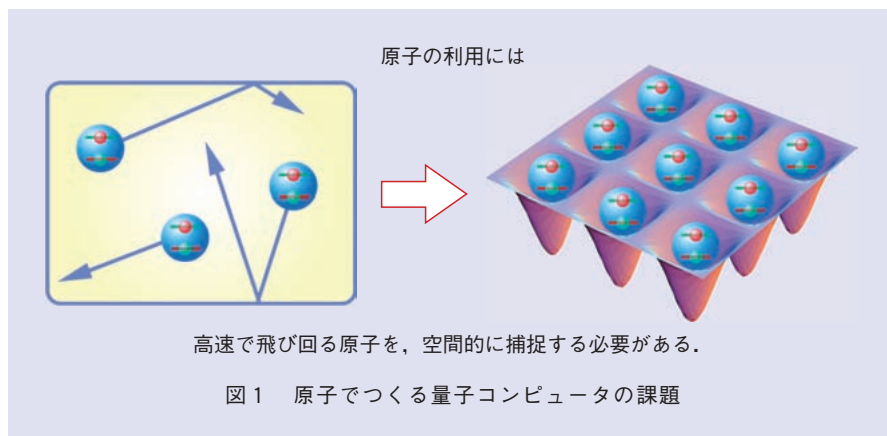 原子の利用には
高速で飛び回る原子を，空間的に捕捉する必要がある．
図1　原子でつくる量子コンピュータの課題